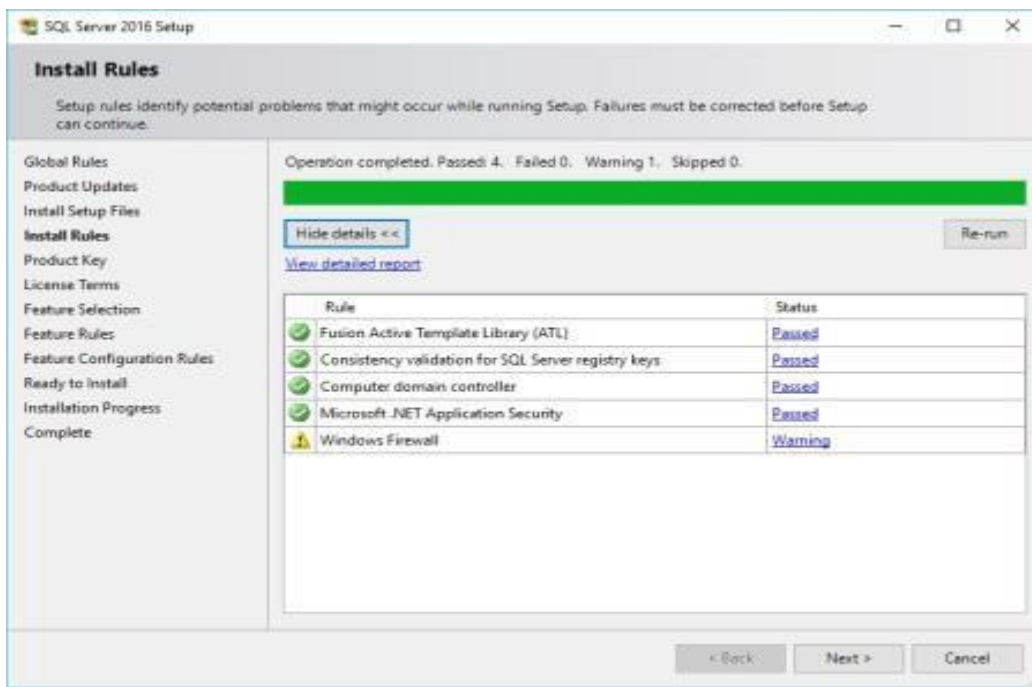 SQL Server 2016 Setup
Install Rules
Setup rules identify potential problems that might occur while running Setup. Failures must be corrected before Setup
can continue.
Global Rules
Product Updates
Install Setup Files
Install Rules
Product Key
License Terms
Feature Selection
Feature Rules
Feature Configuration Rules
Ready to Install
Installation Progress
Complete
Operation completed. Passed: 4. Failed 0. Warning 1. Skipped 0.
Hide details <<
Re-run
View detailed report
Rule Status
Fusion Active Template Library (ATL) Passed
Consistency validation for SQL Server registry keys Passed
Computer domain controller Passed
Microsoft .NET Application Security Passed
Windows Firewall Warning
< Back Next > Cancel